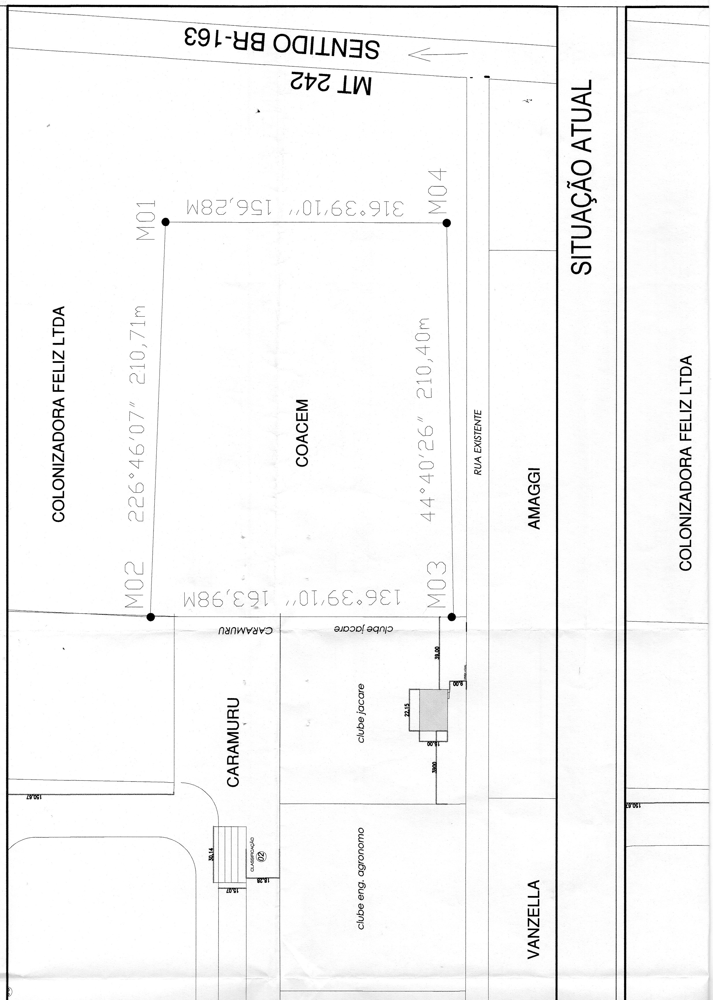 SENTIDO BR-163
MT 242
M01
316°39'10'' 156,28M
M04
COLONIZADORA FELIZ LTDA
226°46'07" 210,71m
COACEM
44°40'26" 210,40m
RUA EXISTENTE
AMAGGI
M02
136°39'10'' 163,98M
M03
CARAMURU
clube jacare
39.00
9.00
DIVISA ATUAL
22.15
15.00
3900
clube jacare
CARAMURU
150.67
30.14
CLASSIFICAÇÃO
02
18.28
15.07
clube eng. agronomo
VANZELLA
SITUAÇÃO ATUAL
COLONIZADORA FELIZ LTDA
150.67